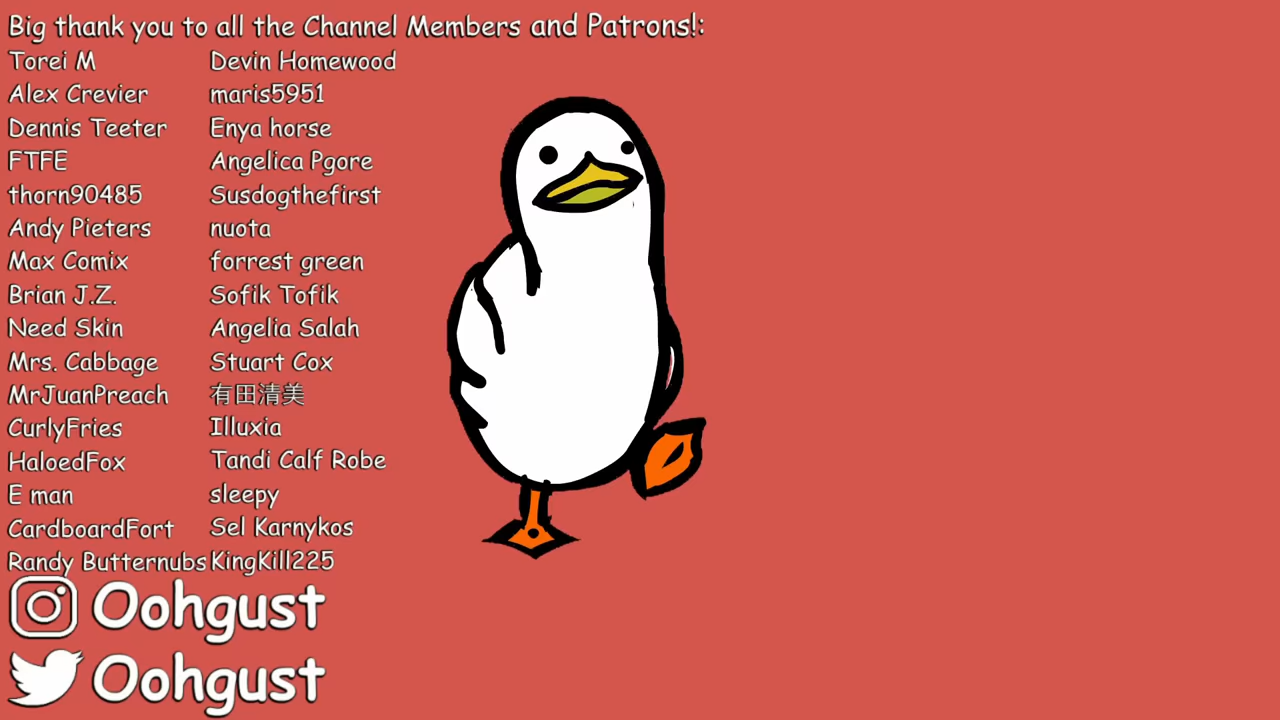 Big thank you to all the Channel Members and Patrons!:
Torei M
Alex Crevier
Dennis Teeter
FTFE
thorn90485
Andy Pieters
Max Comix
Brian J.Z.
Need Skin
Mrs. Cabbage
MrJuanPreach
CurlyFries
HaloedFox
E man
CardboardFort
Randy Butternubs
Devin Homewood
maris5951
Enya horse
Angelica Pgore
Susdogthefirst
nuota
forrest green
Sofik Tofik
Angelia Salah
Stuart Cox
有田清美
Illuxia
Tandi Calf Robe
sleepy
Sel Karnykos
KingKill225
Oohgust
Oohgust